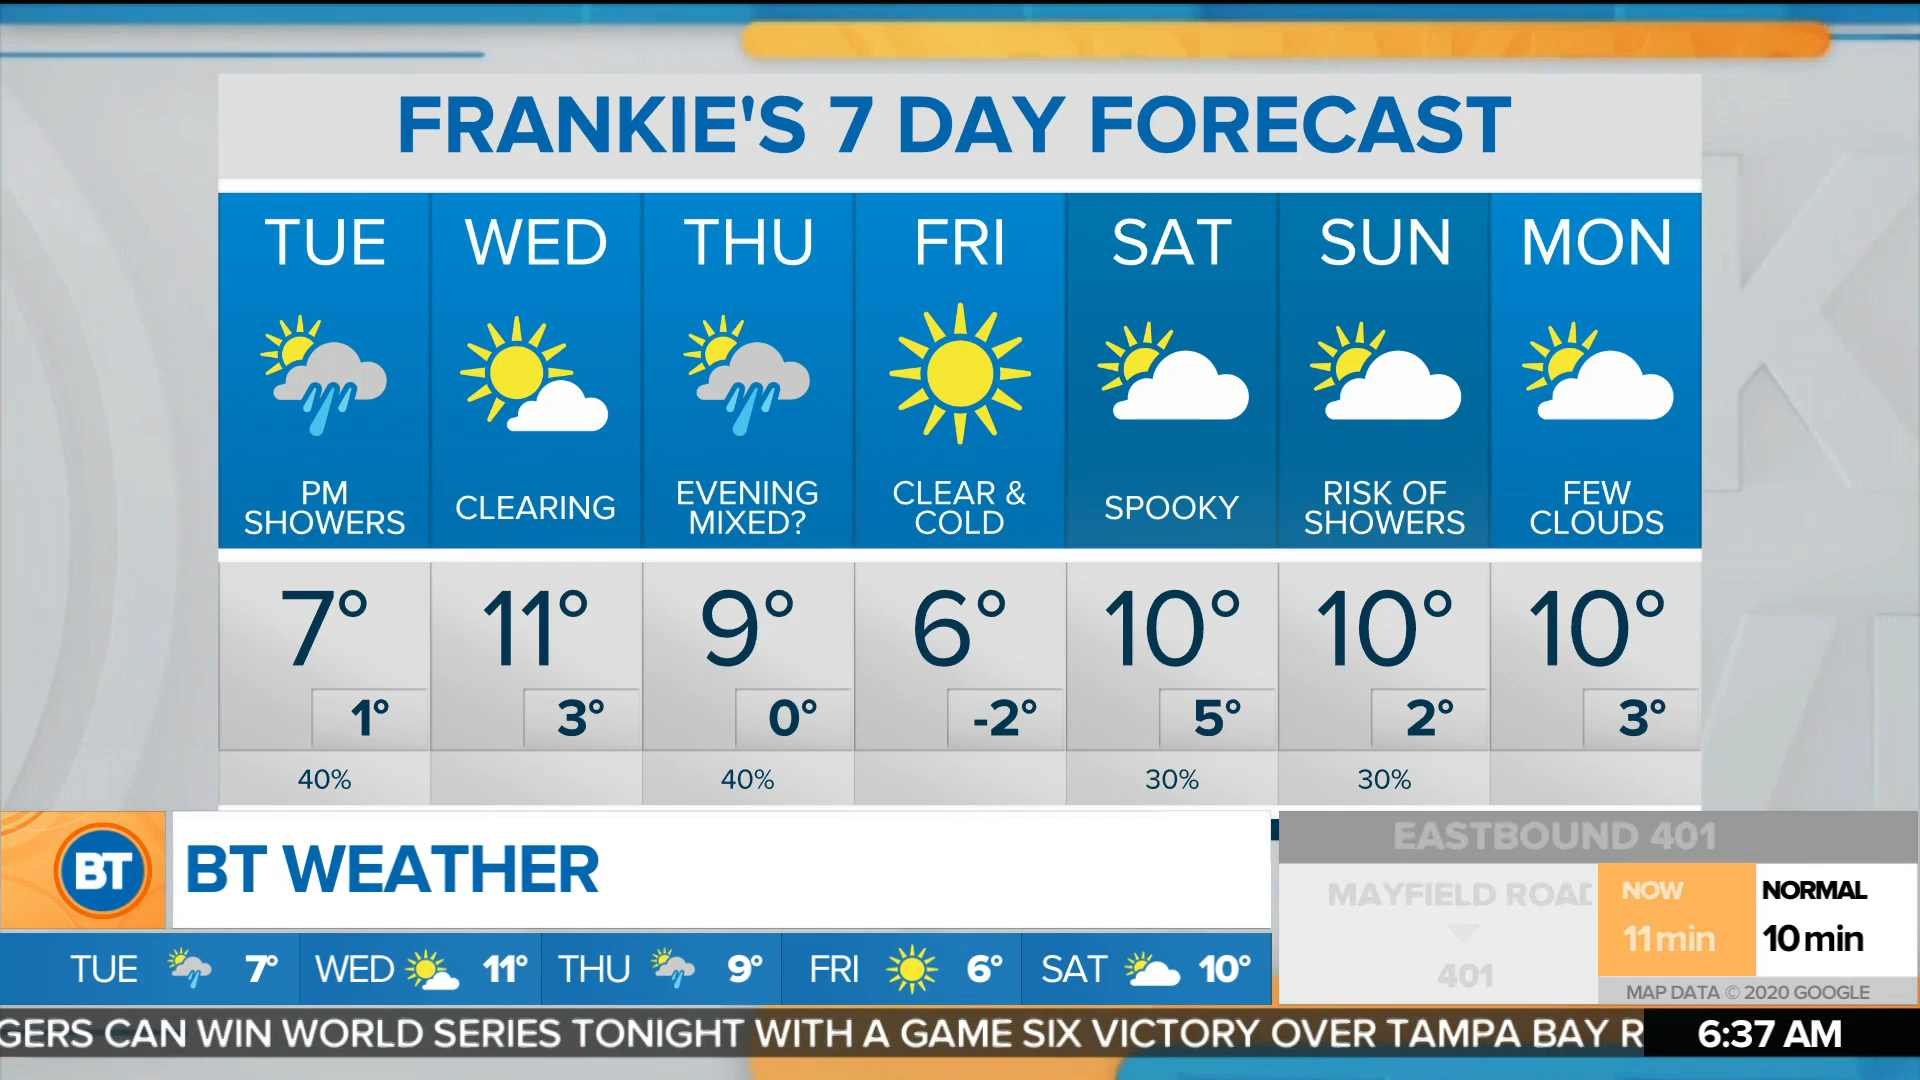 FRANKIE'S 7 DAY FORECAST
TUE WED THU FRI SAT SUN MON
PM SHOWERS
CLEARING
EVENING MIXED?
CLEAR & COLD
SPOOKY
RISK OF SHOWERS
FEW CLOUDS
7° 11° 9° 6° 10° 10° 10°
1° 3° 0° -2° 5° 2° 3°
40% 40% 30% 30%
BT
BT WEATHER
EASTBOUND 401
MAYFIELD ROAD
401
NOW
11 min
NORMAL
10 min
MAP DATA © 2020 GOOGLE
TUE 7° WED 11° THU 9° FRI 6° SAT 10°
GERS CAN WIN WORLD SERIES TONIGHT WITH A GAME SIX VICTORY OVER TAMPA BAY R
6:37 AM